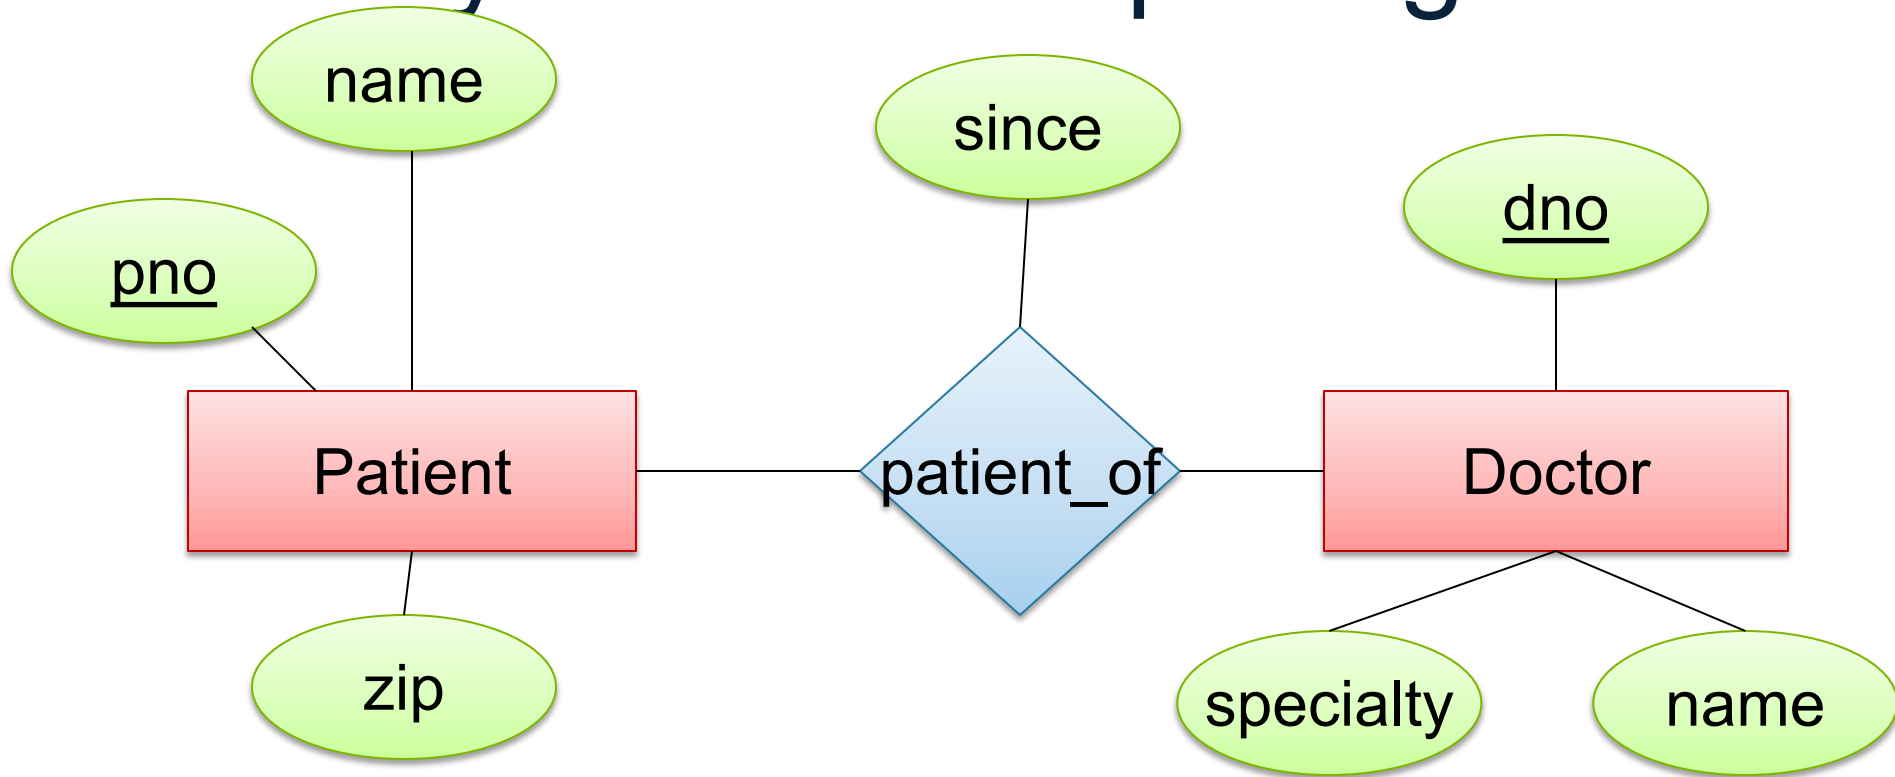 name
since
dno
pno
Patient
patient_of
Doctor
zip
specialty
name